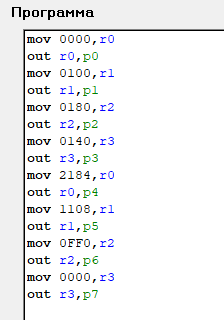 Программа
mov 0000,r0
out r0,p0
mov 0100,r1
out r1,p1
mov 0180,r2
out r2,p2
mov 0140,r3
out r3,p3
mov 2184,r0
out r0,p4
mov 1108,r1
out r1,p5
mov 0FF0,r2
out r2,p6
mov 0000,r3
out r3,p7